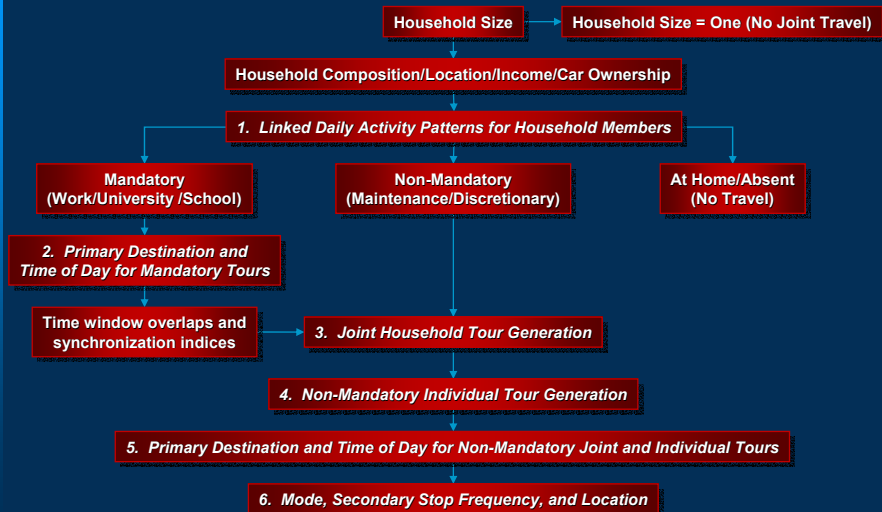 Household Size
Household Size = One (No Joint Travel)
Household Composition/Location/Income/Car Ownership
1. Linked Daily Activity Patterns for Household Members
Mandatory
(Work/University /School)
Non-Mandatory
(Maintenance/Discretionary)
At Home/Absent
(No Travel)
2. Primary Destination and
Time of Day for Mandatory Tours
Time window overlaps and
synchronization indices
3. Joint Household Tour Generation
4. Non-Mandatory Individual Tour Generation
5. Primary Destination and Time of Day for Non-Mandatory Joint and Individual Tours
6. Mode, Secondary Stop Frequency, and Location